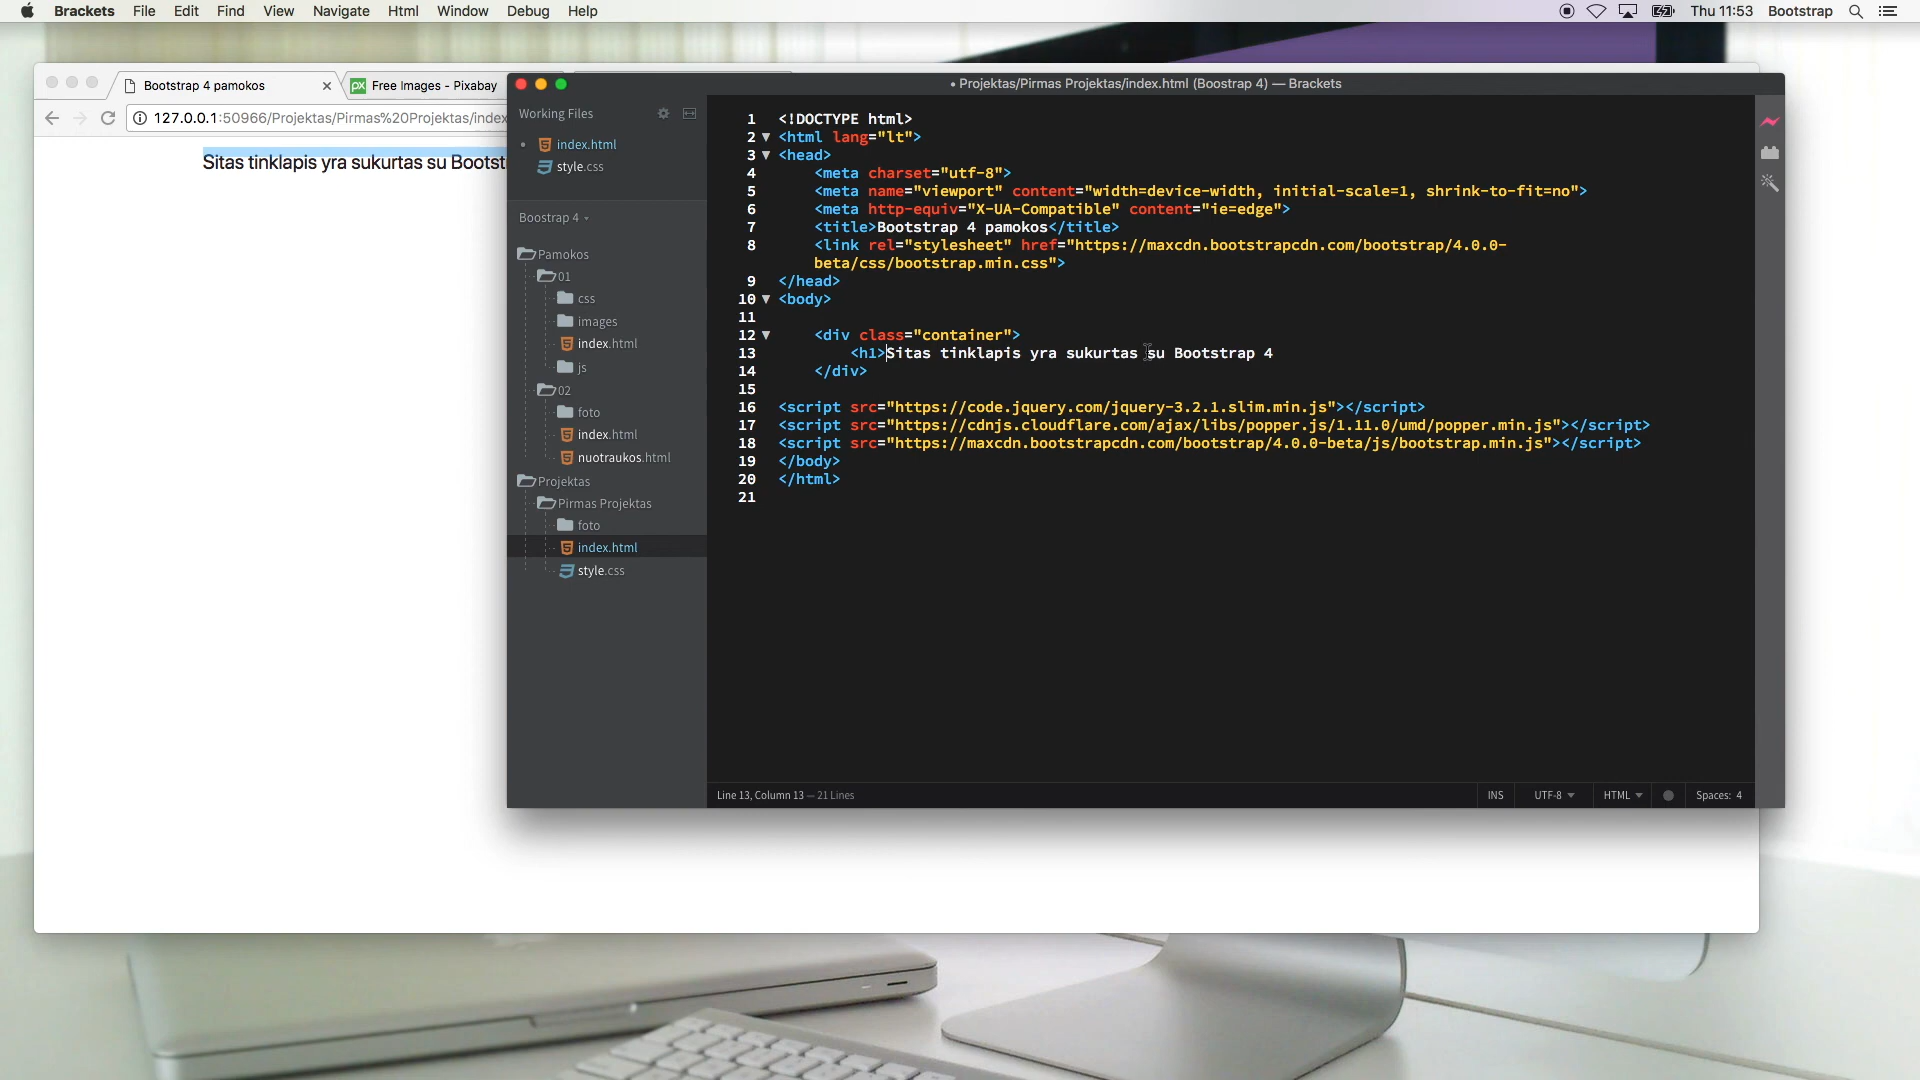 Brackets File Edit Find View Navigate Html Window Debug Help Thu 11:53 Bootstrap
Bootstrap 4 pamokos
px Free Images - Pixabay
127.0.0.1:50966/Projektas/Pirmas%20Projektas/index
Sitas tinklapis yra sukurtas su Bootst
• Projektas/Pirmas Projektas/index.html (Boostrap 4) — Brackets
Working Files
index.html
style.css
Boostrap 4
Pamokos
01
css
images
index.html
js
02
foto
index.html
nuotraukos.html
Projektas
Pirmas Projektas
foto
index.html
style.css
1 <!DOCTYPE html>
2 <html lang="lt">
3 <head>
4 <meta charset="utf-8">
5 <meta name="viewport" content="width=device-width, initial-scale=1, shrink-to-fit=no">
6 <meta http-equiv="X-UA-Compatible" content="ie=edge">
7 <title>Bootstrap 4 pamokos</title>
8 <link rel="stylesheet" href="https://maxcdn.bootstrapcdn.com/bootstrap/4.0.0-
beta/css/bootstrap.min.css">
9 </head>
10 <body>
11
12 <div class="container">
13 <h1>Sitas tinklapis yra sukurtas su Bootstrap 4
14 </div>
15
16 <script src="https://code.jquery.com/jquery-3.2.1.slim.min.js"></script>
17 <script src="https://cdnjs.cloudflare.com/ajax/libs/popper.js/1.11.0/umd/popper.min.js"></script>
18 <script src="https://maxcdn.bootstrapcdn.com/bootstrap/4.0.0-beta/js/bootstrap.min.js"></script>
19 </body>
20 </html>
21
Line 13, Column 13 — 21 Lines
INS UTF-8 HTML Spaces: 4